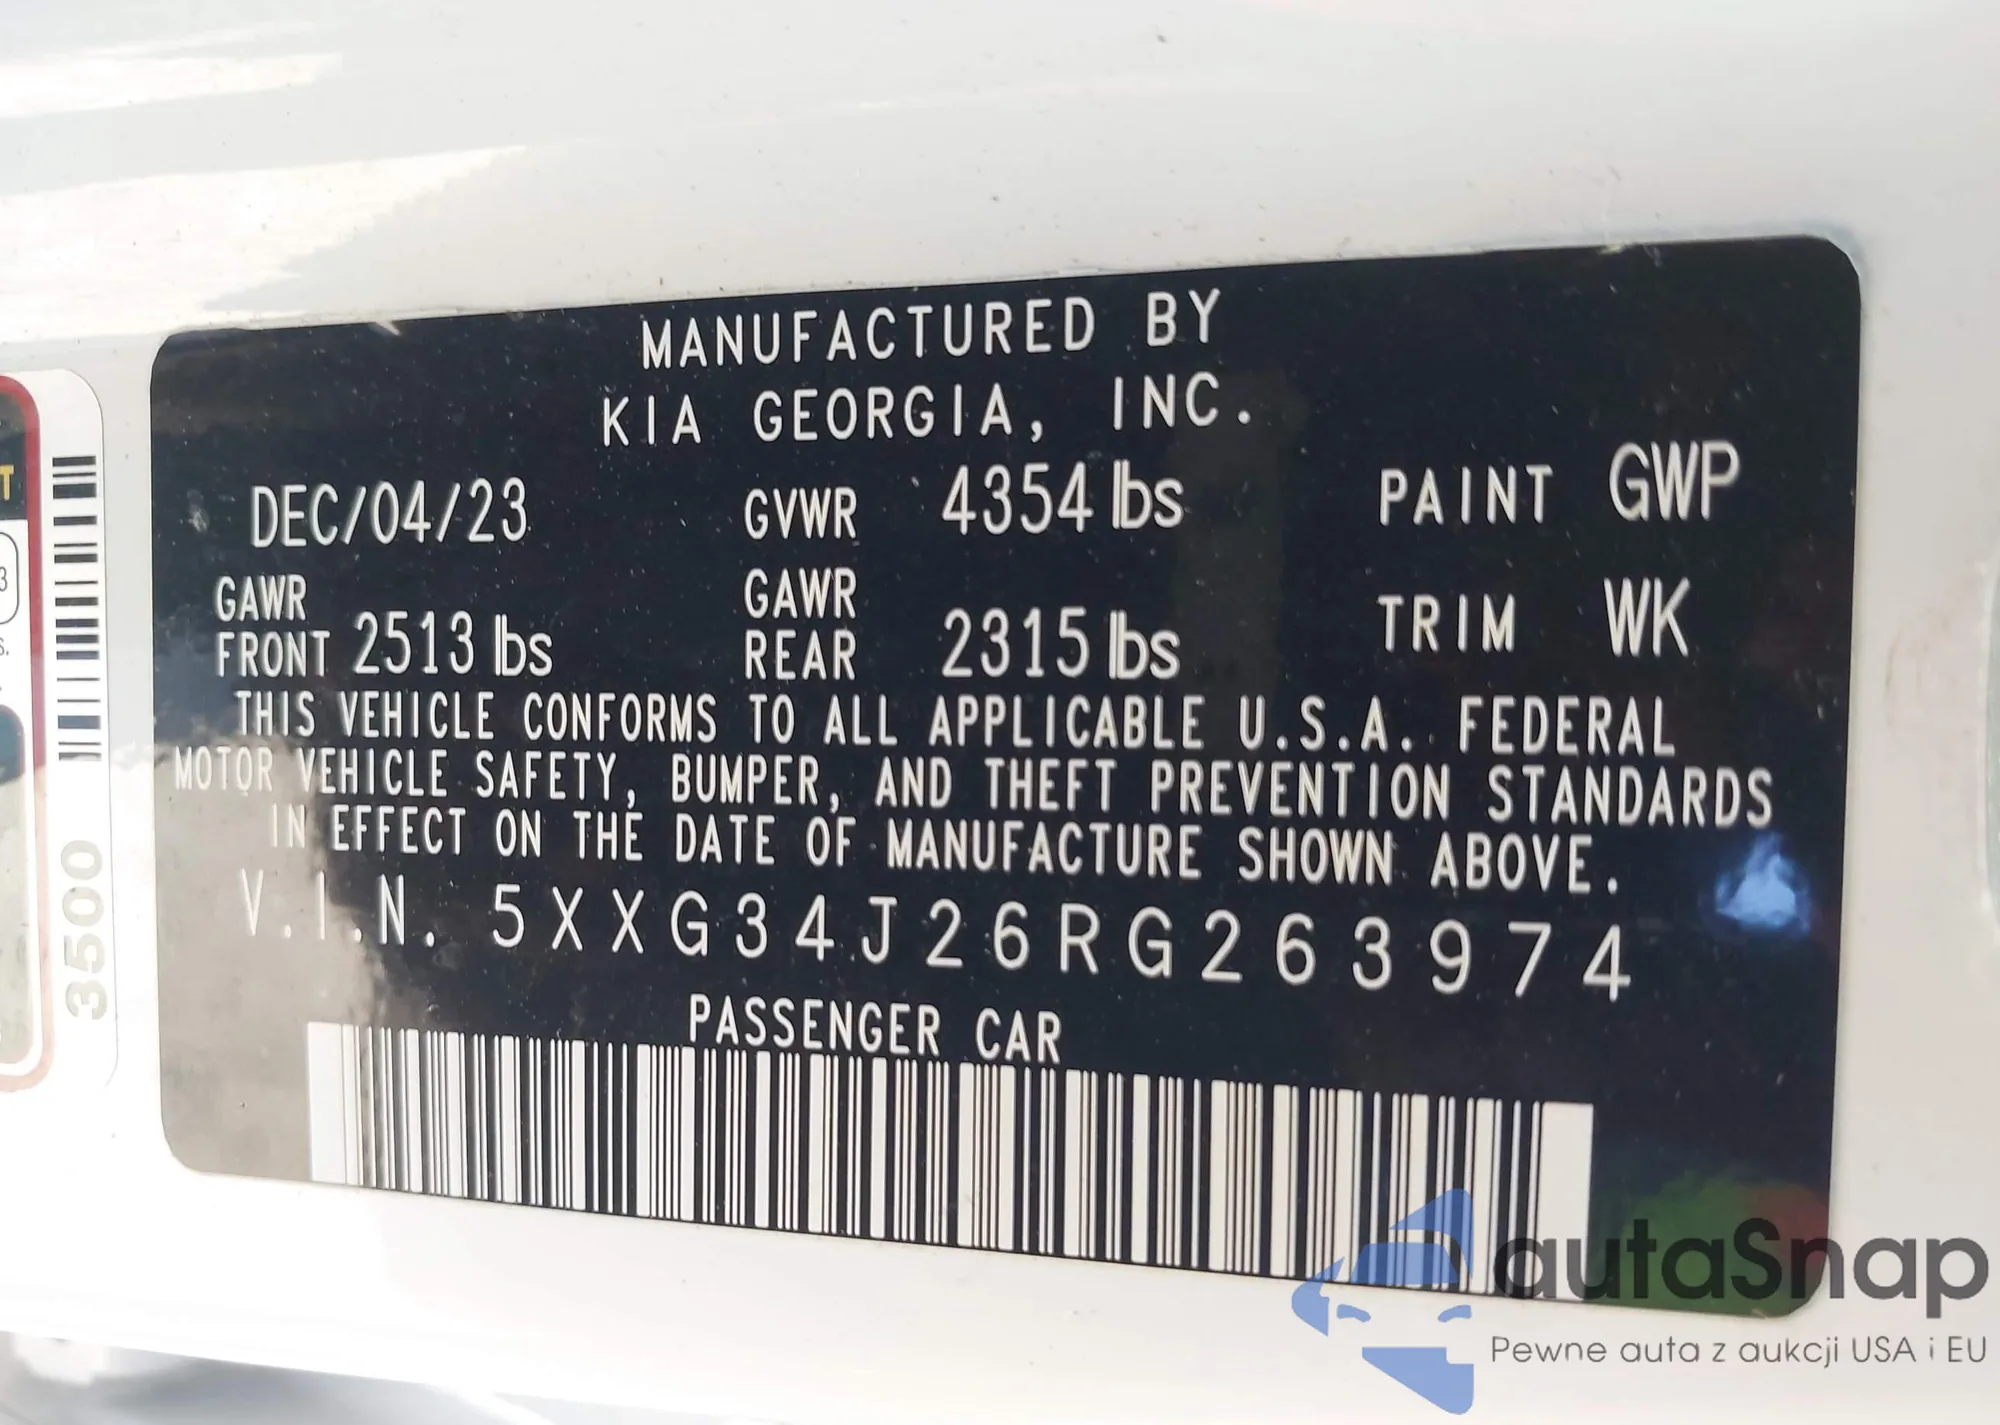 MANUFACTURED BY
KIA GEORGIA, INC.
DEC/04/23 GVWR 4354 lbs PAINT GWP
GAWR FRONT 2513 lbs GAWR REAR 2315 lbs TRIM WK
THIS VEHICLE CONFORMS TO ALL APPLICABLE U.S.A. FEDERAL
MOTOR VEHICLE SAFETY, BUMPER, AND THEFT PREVENTION STANDARDS
IN EFFECT ON THE DATE OF MANUFACTURE SHOWN ABOVE.
V.I.N. 5XXG34J26RG263974
PASSENGER CAR
3500
T
3
s.
autaSnap
Pewne auta z aukcji USA i EU